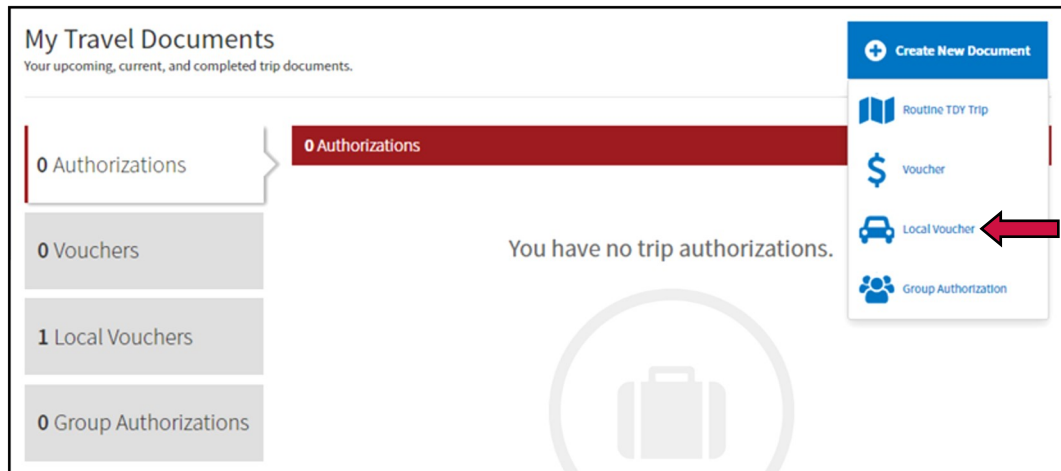 My Travel Documents
Your upcoming, current, and completed trip documents.
Create New Document
Routine TDY Trip
Voucher
Local Voucher
Group Authorization
0 Authorizations
0 Vouchers
1 Local Vouchers
0 Group Authorizations
0 Authorizations
You have no trip authorizations.